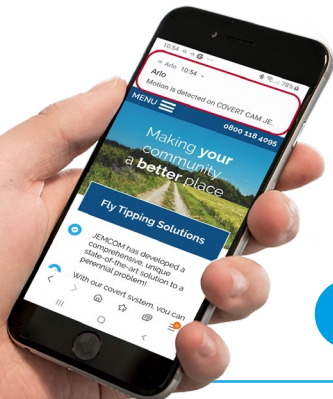 10:54
G
78%
Arlo 10:54
Arlo
Motion is detected on COVERT CAM JE..
MENU
0800 118 4095
Making your
community
a better place
Fly Tipping Solutions
JEMCOM has developed a
comprehensive, unique
state-of-the-art solution to a
perennial problem!
With our covert system, you can